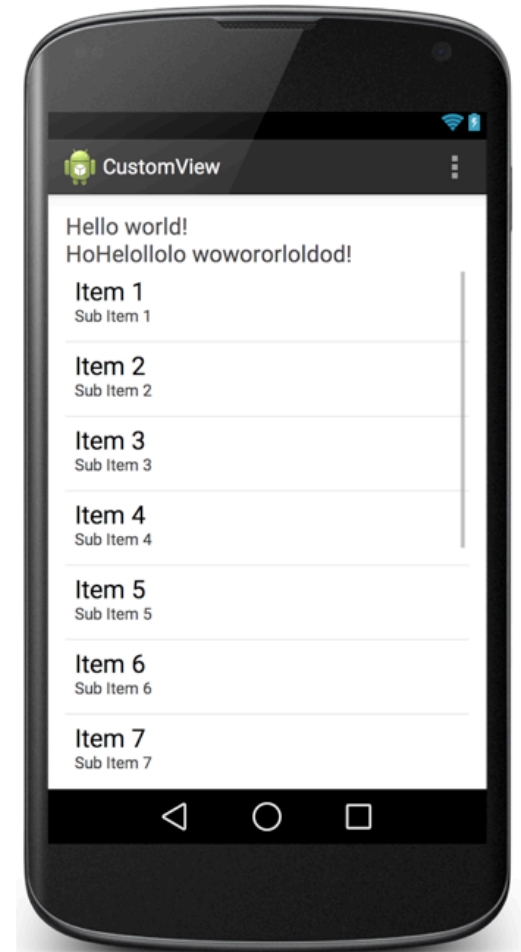 CustomView
Hello world!
HoHelollolo wowororloldod!
Item 1
Sub Item 1
Item 2
Sub Item 2
Item 3
Sub Item 3
Item 4
Sub Item 4
Item 5
Sub Item 5
Item 6
Sub Item 6
Item 7
Sub Item 7